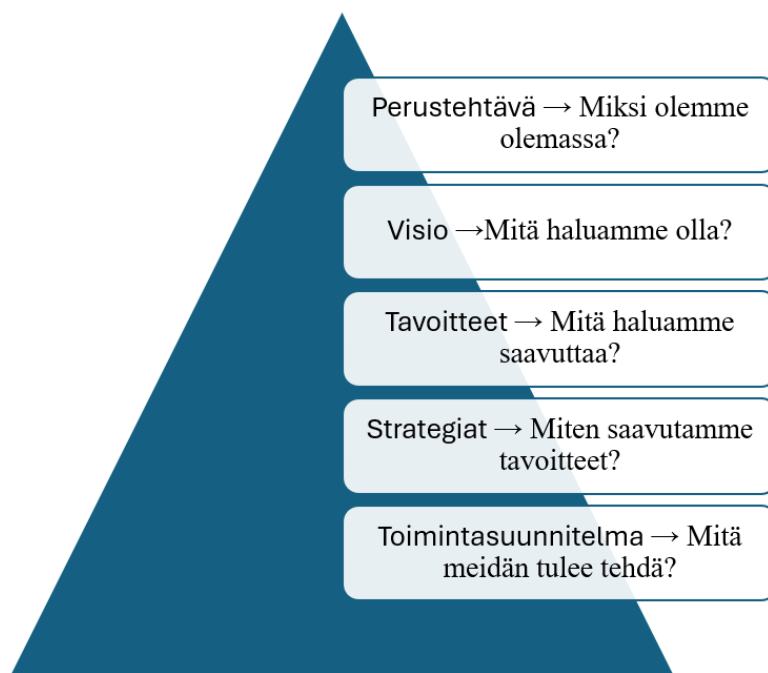 Perustehtävä → Miksi olemme
olemassa?
Visio →Mitä haluamme olla?
Tavoitteet → Mitä haluamme
saavuttaa?
Strategiat → Miten saavutamme
tavoitteet?
Toimintasuunnitelma → Mitä
meidän tulee tehdä?